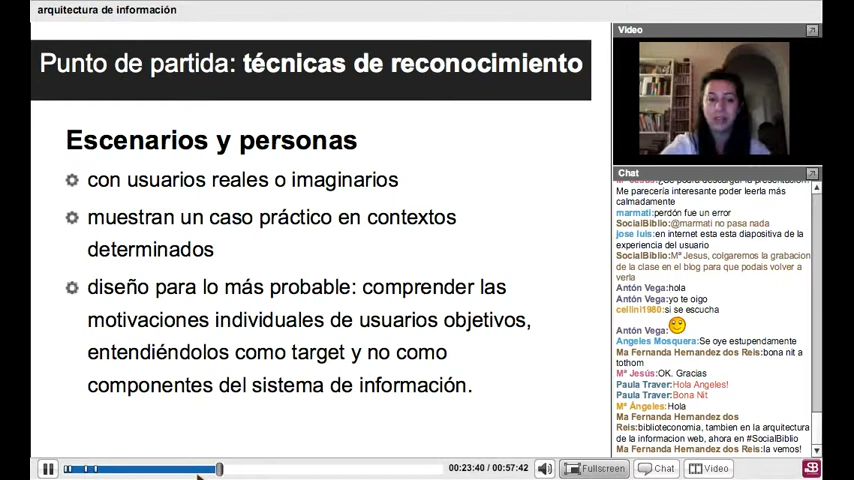 arquitectura de información
Punto de partida: técnicas de reconocimiento
Escenarios y personas
con usuarios reales o imaginarios
muestran un caso práctico en contextos
determinados
diseño para lo más probable: comprender las
motivaciones individuales de usuarios objetivos,
entendiéndolos como target y no como
componentes del sistema de información.
Video
Chat
Me parecería interesante poder leerla más
calmadamente
marmati:perdón fue un error
SocialBiblio:@marmati no pasa nada
jose luis:en internet esta esta diapositiva de la
experiencia del usuario
SocialBiblio:Mª Jesus, colgaremos la grabacion
de la clase en el blog para que podais volver a
verla
Antón Vega:hola
Antón Vega:yo te oigo
cellini1980:si se escucha
Antón Vega:
Angeles Mosquera:Se oye estupendamente
Ma Fernanda Hernandez dos Reis:bona nit a
tothom
Mª Jesús:OK. Gracias
Paula Traver:Hola Angeles!
Paula Traver:Bona Nit
Mª Ángeles:Hola
Ma Fernanda Hernandez dos
Reis:biblioteconomia, tambien en la arquitectura
de la informacion web, ahora en #SocialBiblio
Ma Fernanda Hernandez dos Reis:la vemos!
00:23:40 / 00:57:42
Fullscreen
Chat
Video
SB